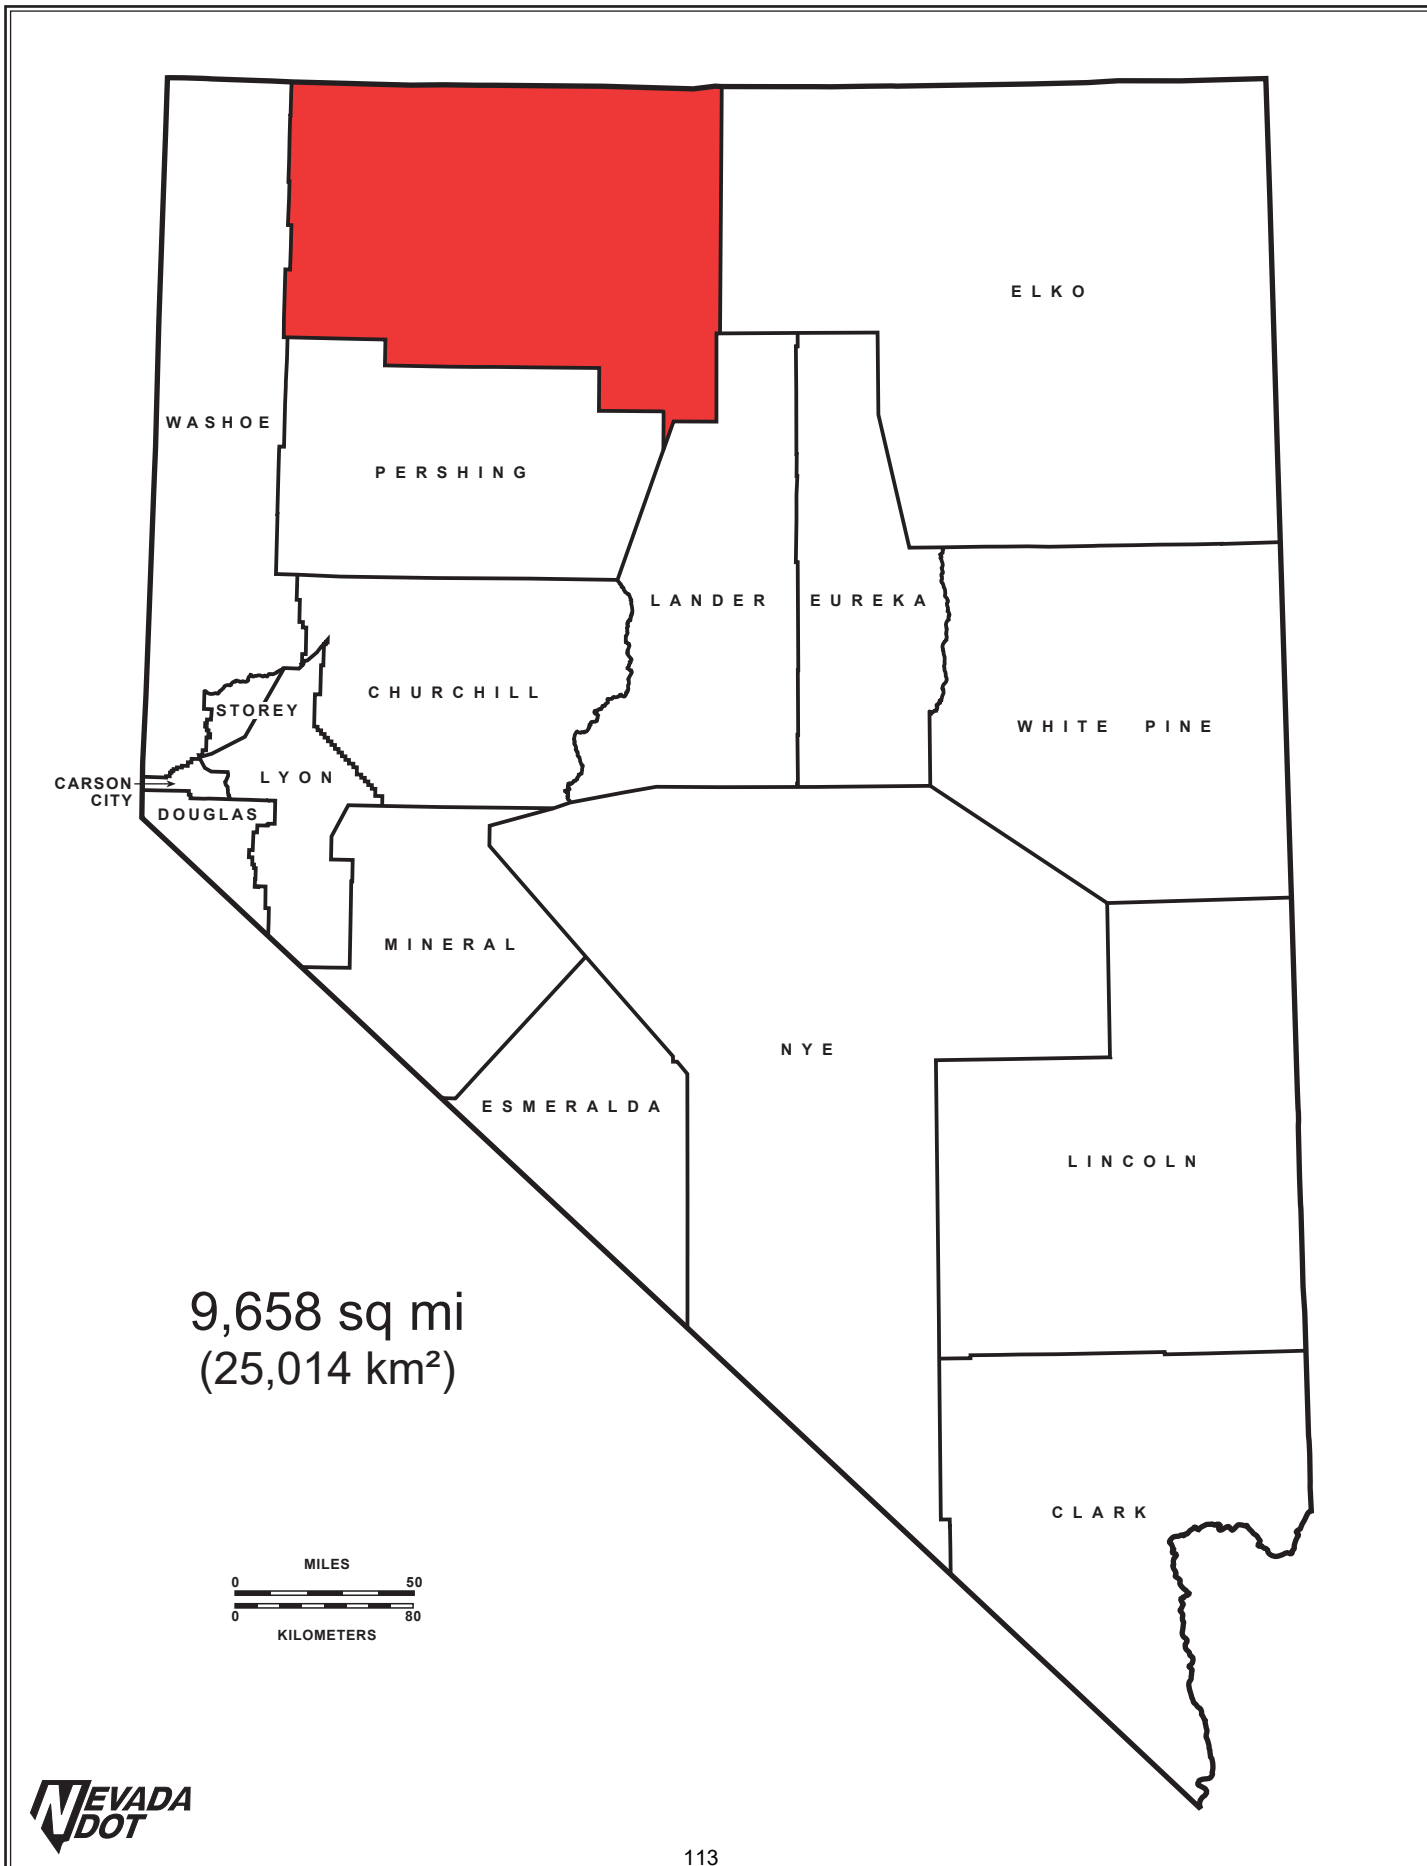 ELKO
WASHOE
PERSHING
LANDER
EUREKA
CHURCHILL
STOREY
WHITE PINE
LYON
CARSON
CITY
DOUGLAS
MINERAL
NYE
ESMERALDA
LINCOLN
9,658 sq mi
(25,014 km²)
CLARK
MILES
0 50
0 80
KILOMETERS
NEVADA
DOT
113